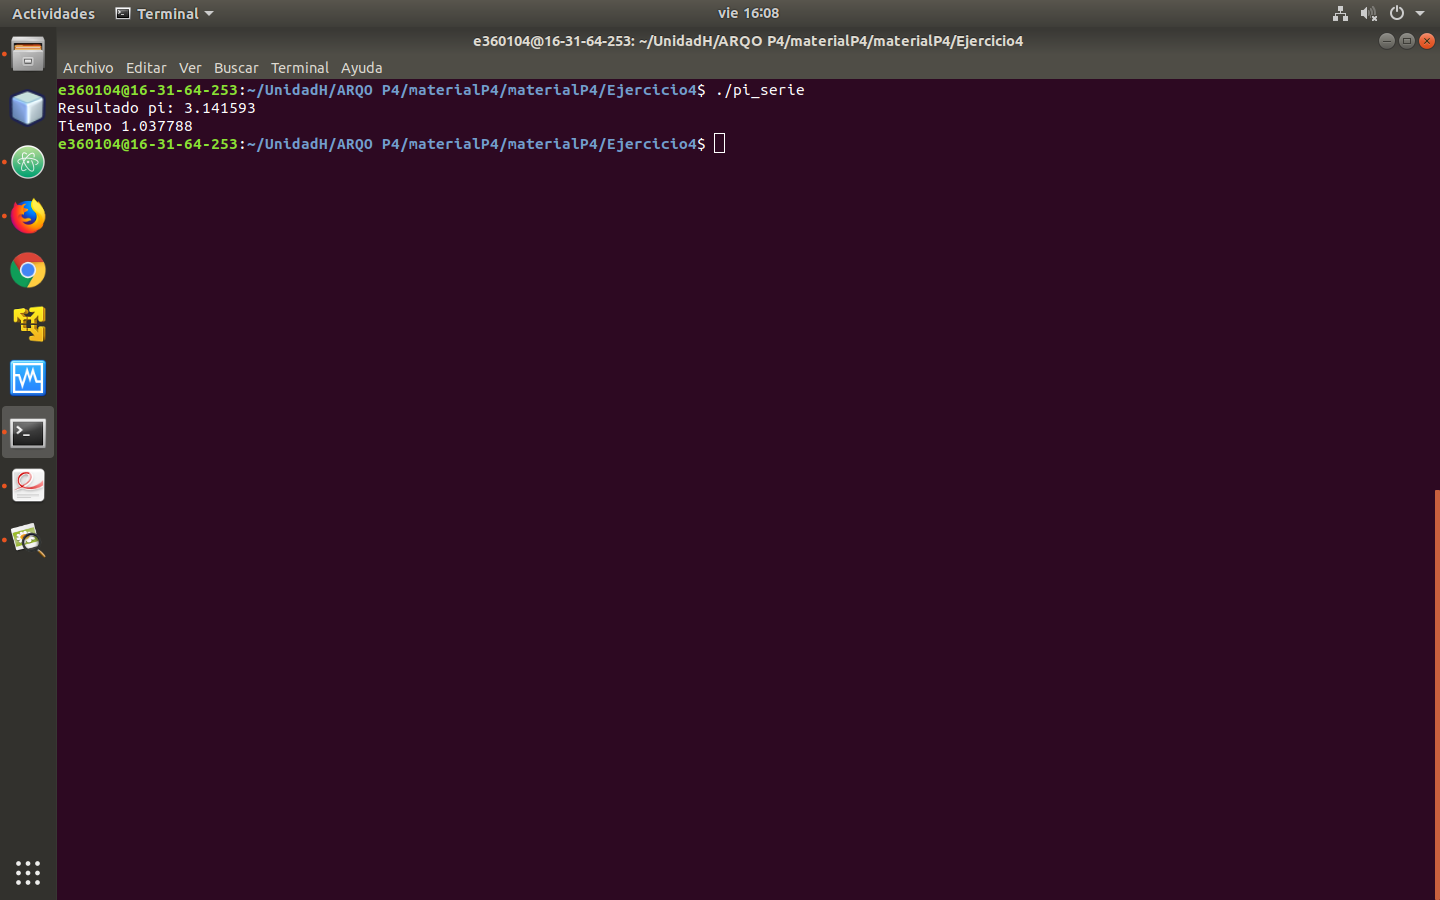 Actividades Terminal vie 16:08
e360104@16-31-64-253: ~/UnidadH/ARQO P4/materialP4/materialP4/Ejercicio4
Archivo Editar Ver Buscar Terminal Ayuda
e360104@16-31-64-253:~/UnidadH/ARQO P4/materialP4/materialP4/Ejercicio4$ ./pi_serie
Resultado pi: 3.141593
Tiempo 1.037788
e360104@16-31-64-253:~/UnidadH/ARQO P4/materialP4/materialP4/Ejercicio4$